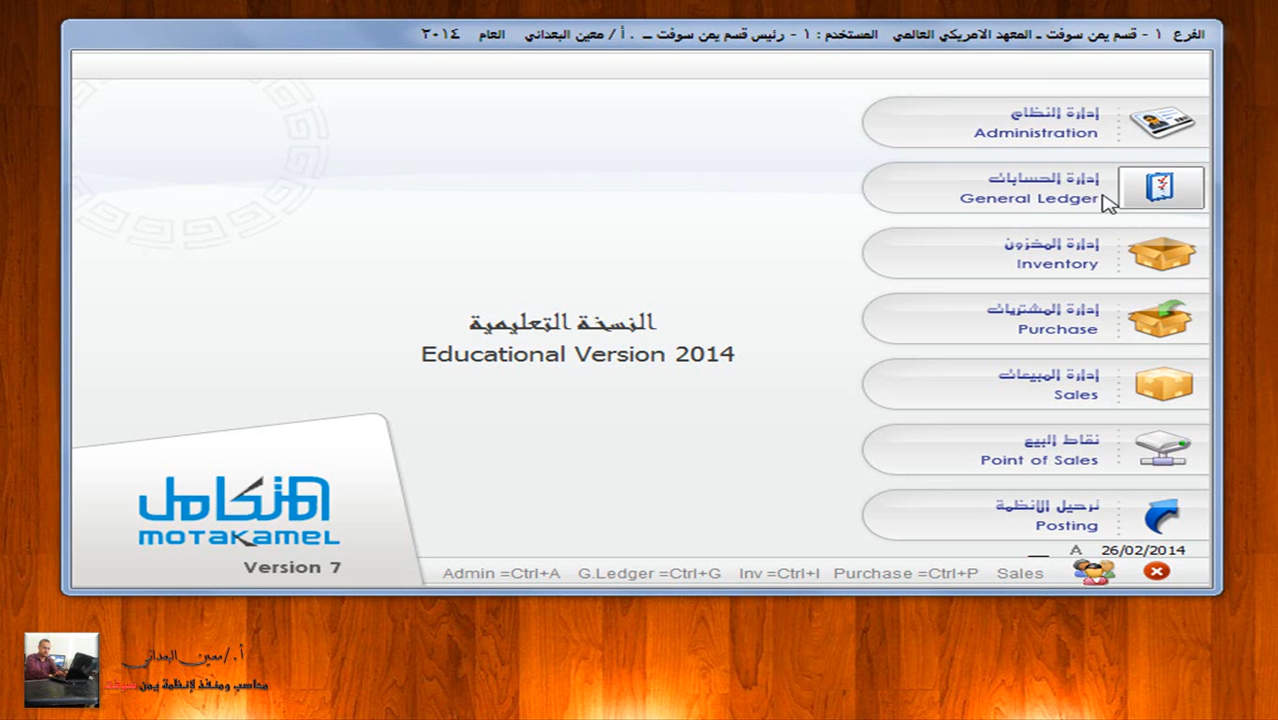 الفرع ١ - قسم يمن سوفت ـ المعهد الامريكي العالمي المستخدم : ١ - رئيس قسم يمن سوفت ــ . أ / معين البعداني العام ٢٠١٤
إدارة النظام
Administration
إدارة الحسابات
General Ledger
إدارة المخزون
Inventory
إدارة المشتريات
Purchase
إدارة المبيعات
Sales
نقاط البيع
Point of Sales
ترحيل الانظمة
Posting
النسخة التعليمية
Educational Version 2014
المتكامل
MOTAKAMEL
Version 7
A 26/02/2014
Admin =Ctrl+A G.Ledger =Ctrl+G Inv =Ctrl+I Purchase =Ctrl+P Sales
أ./معين البعداني
محاسب ومنفذ لإنظمة يمن سوفت